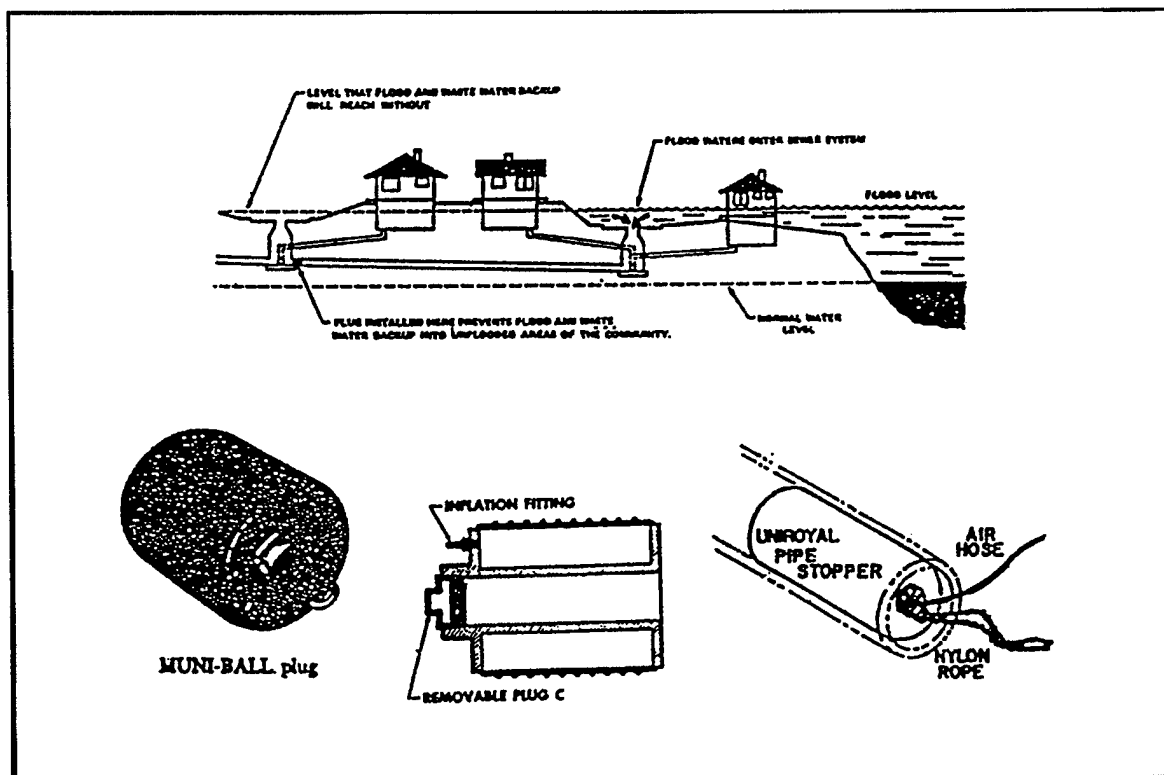 LEVEL THAT FLOOD AND WASTE WATER BACKUP
WILL REACH WITHOUT
FLOOD WATERS ENTER SEWER SYSTEM
FLOOD LEVEL
PLUG INSTALLED HERE PREVENTS FLOOD AND WASTE
WATER BACKUP INTO UNFLOODED AREAS OF THE COMMUNITY.
NORMAL WATER
LEVEL
INFLATION FITTING
REMOVABLE PLUG C
MUNI-BALL plug
UNIROYAL
PIPE
STOPPER
AIR
HOSE
NYLON
ROPE